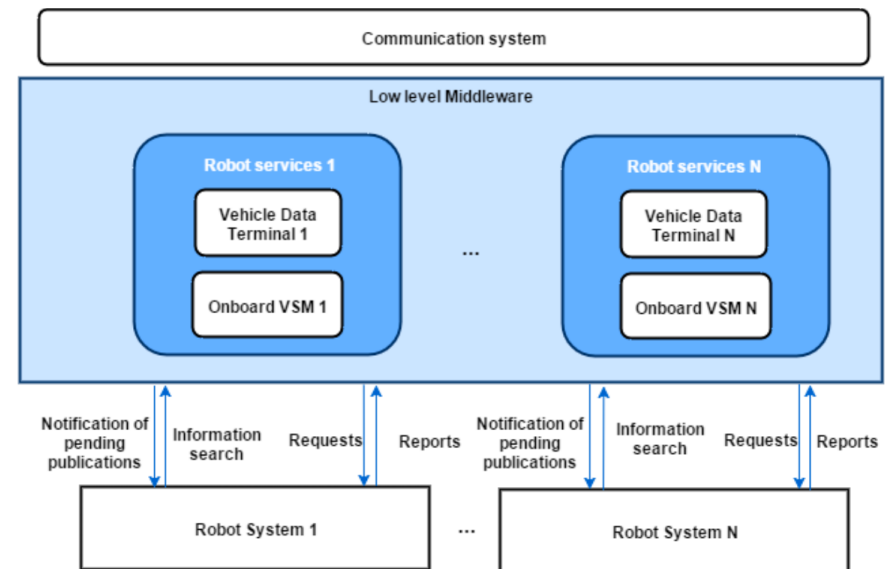 Communication system
Low level Middleware
Robot services 1
Vehicle Data
Terminal 1
Onboard VSM 1
...
Robot services N
Vehicle Data
Terminal N
Onboard VSM N
Notification of
pending
publications
Information
search
Requests
Reports
Notification of
pending
publications
Information
search
Requests
Reports
Robot System 1
...
Robot System N